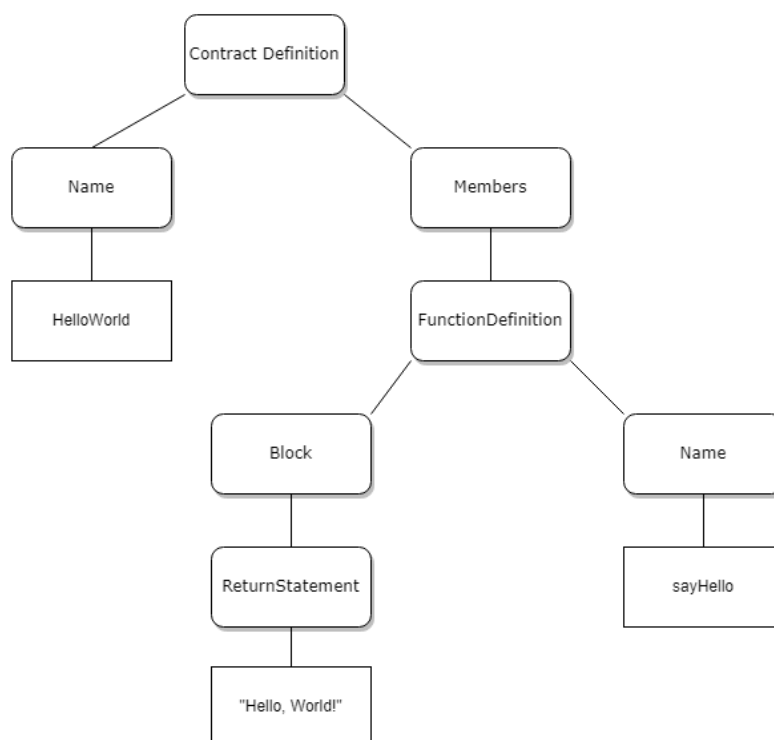 Contract Definition
Name
Members
HelloWorld
FunctionDefinition
Block
Name
ReturnStatement
sayHello
"Hello, World!"